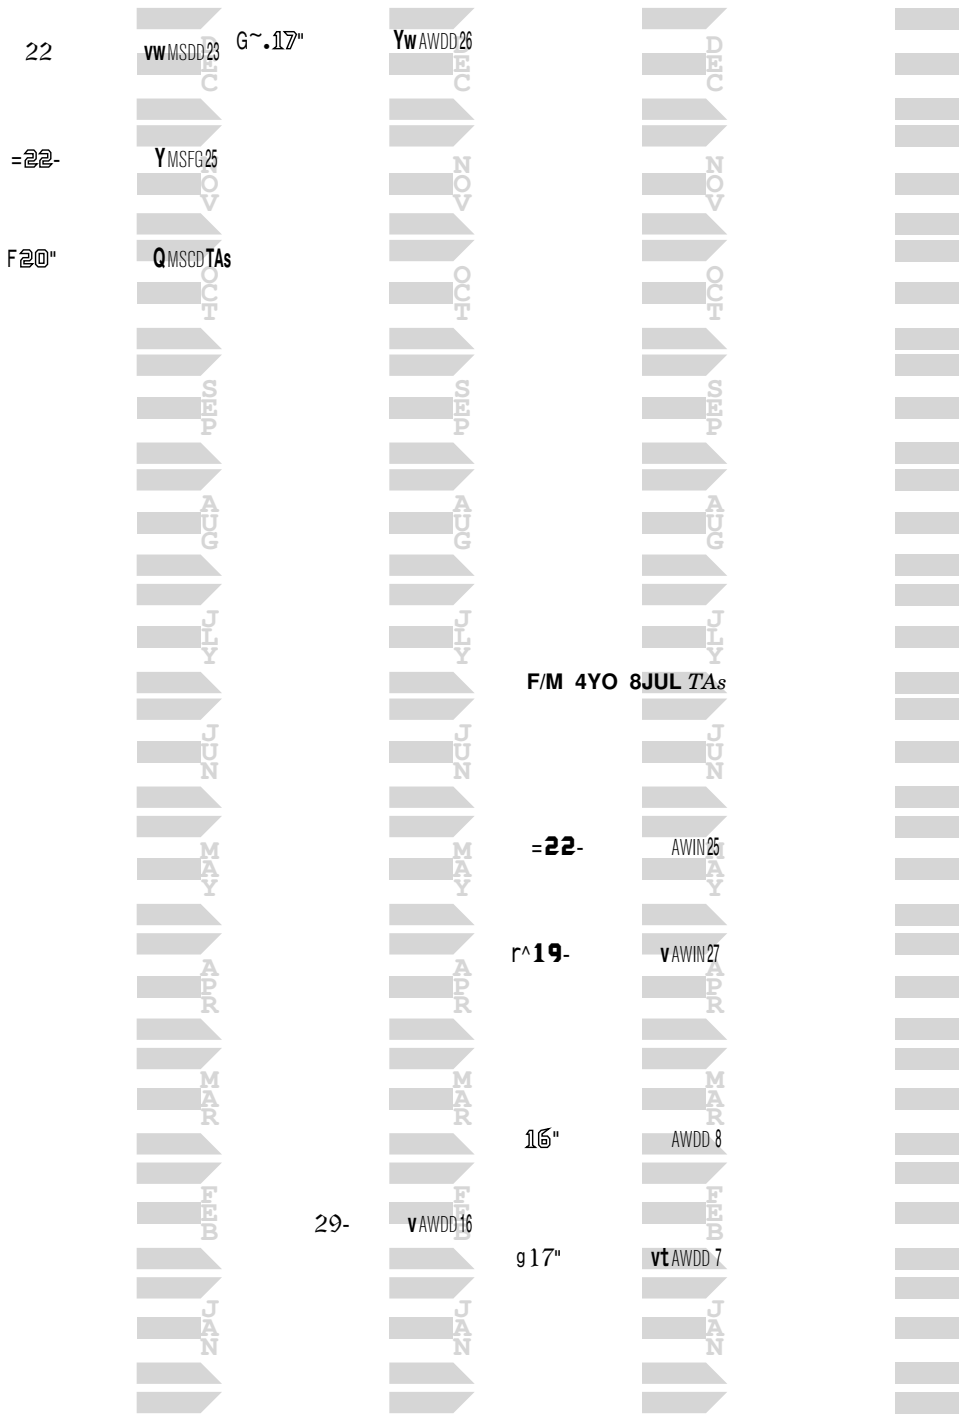 22 vw MSDD 23 G~.17" Yw AWDD 26
DEC DEC DEC
=22- Y MSFG 25
NOV NOV NOV
F20" Q MSCD TAs
OCT OCT OCT
SEP SEP SEP
AUG AUG AUG
JLY JLY JLY
F/M 4YO 8JUL TAs
JUN JUN JUN
=22- AWIN 25
MAY MAY MAY
r^19- v AWIN 27
APR APR APR
MAR MAR MAR
16" AWDD 8
FEB FEB FEB
29- v AWDD 16
g17" vt AWDD 7
JAN JAN JAN